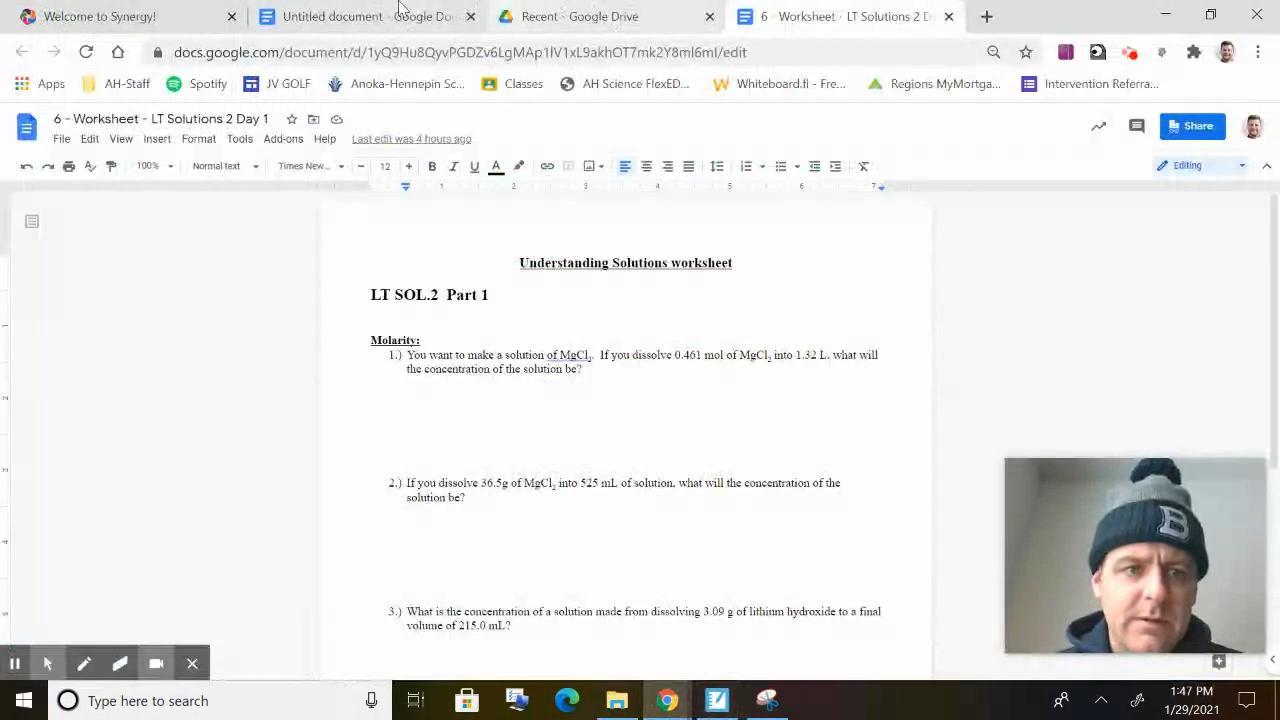 Welcome to Synergy!
Untitled document - Google Do
Recent - Google Drive
6 - Worksheet - LT Solutions 2 D
docs.google.com/document/d/1yQ9Hu8QyvPGDZv6LgMAp1lV1xL9akhOT7mk2Y8ml6mI/edit
Apps
AH-Staff
Spotify
JV GOLF
Anoka-Hennepin Sc...
Classes
AH Science FlexED...
Whiteboard.fi - Fre...
Regions MyMortga...
Intervention Referra...
6 - Worksheet - LT Solutions 2 Day 1
Share
File Edit View Insert Format Tools Add-ons Help Last edit was 4 hours ago
100% Normal text Times New... 12 B I U A Editing
1 2 3 4 5 6 7
Understanding Solutions worksheet
LT SOL.2 Part 1
Molarity:
1.) You want to make a solution of MgCl₂. If you dissolve 0.461 mol of MgCl₂ into 1.32 L, what will
the concentration of the solution be?
2.) If you dissolve 36.5g of MgCl₂ into 525 mL of solution, what will the concentration of the
solution be?
3.) What is the concentration of a solution made from dissolving 3.09 g of lithium hydroxide to a final
volume of 215.0 mL?
B
Type here to search
1:47 PM
1/29/2021